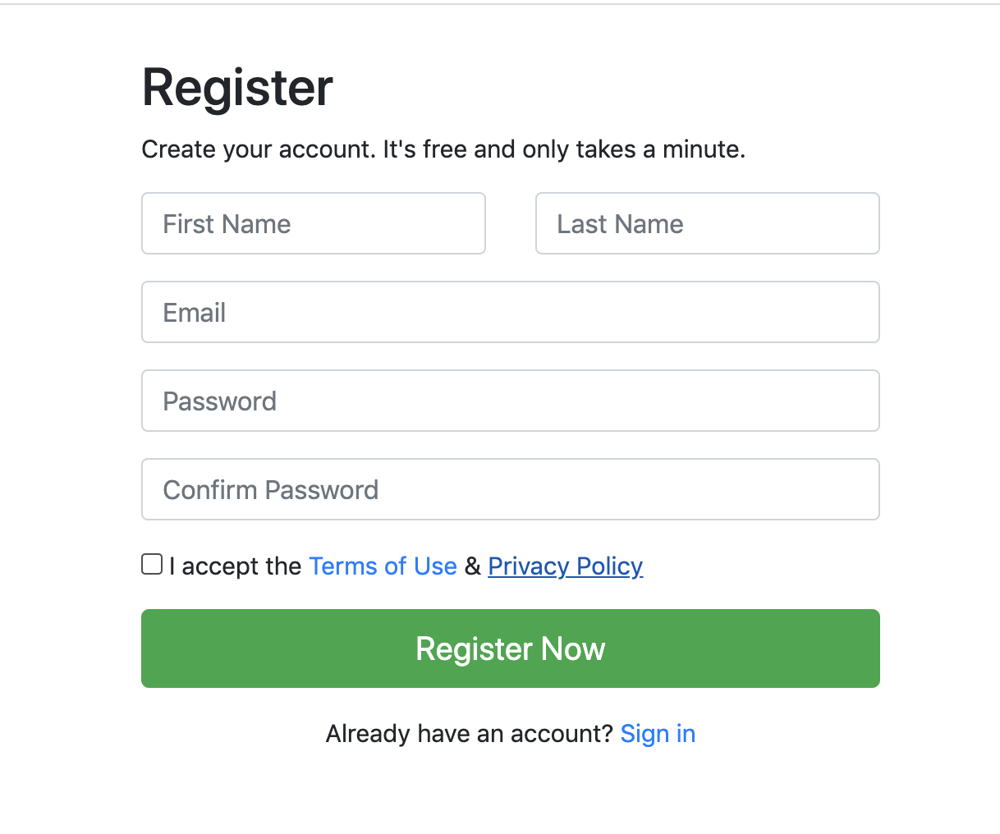 Register
Create your account. It's free and only takes a minute.
First Name
Last Name
Email
Password
Confirm Password
I accept the Terms of Use & Privacy Policy
Register Now
Already have an account? Sign in